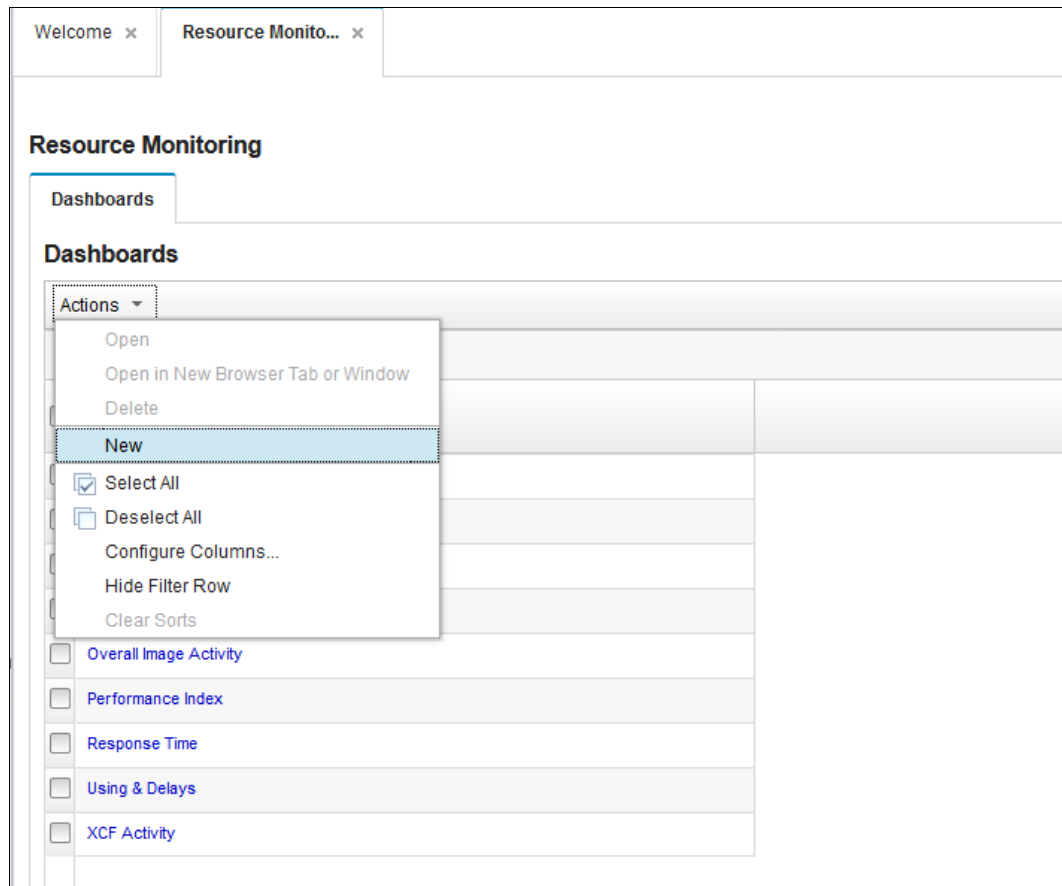 Welcome × Resource Monito... ×
Resource Monitoring
Dashboards
Dashboards
Actions
Open
Open in New Browser Tab or Window
Delete
New
Select All
Deselect All
Configure Columns...
Hide Filter Row
Clear Sorts
Overall Image Activity
Performance Index
Response Time
Using & Delays
XCF Activity